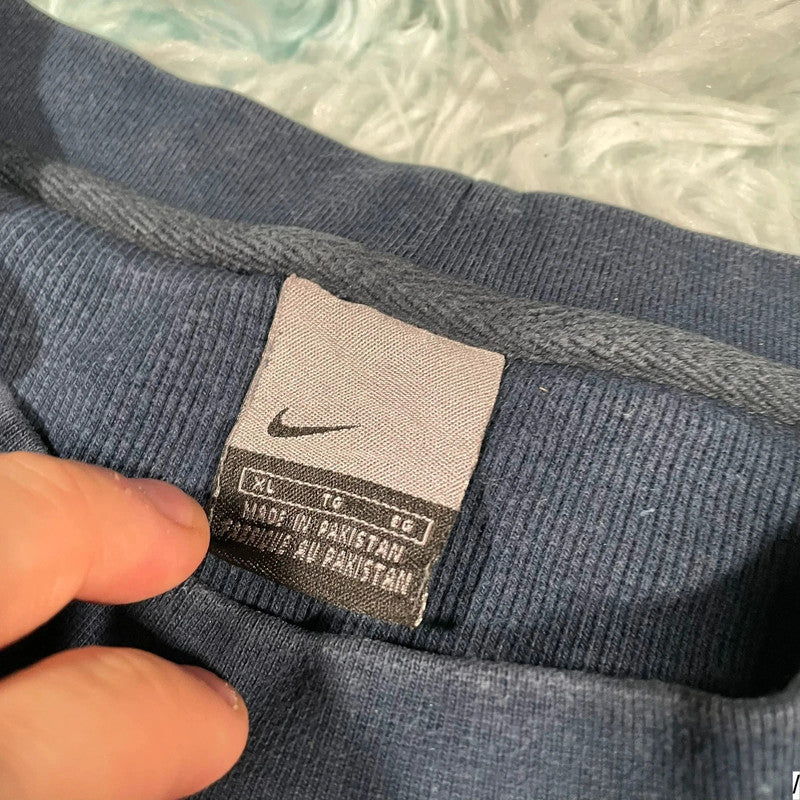 XL TG EG
MADE IN PAKISTAN
FABRIQUE AU PAKISTAN